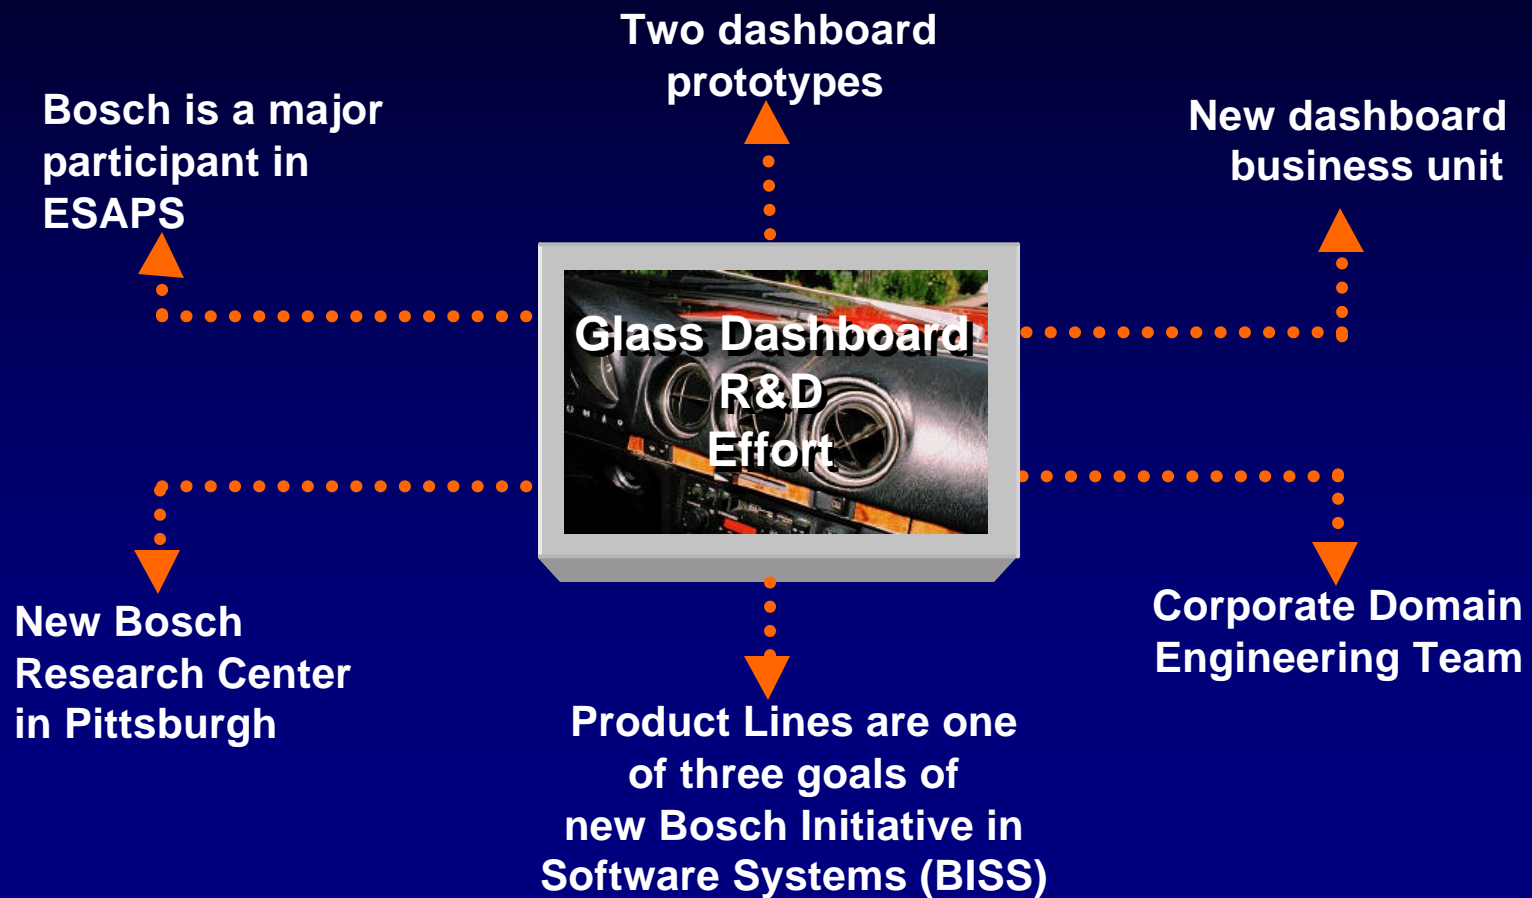 Two dashboard
prototypes
Bosch is a major
participant in
ESAPS
New dashboard
business unit
Glass Dashboard
R&D
Effort
New Bosch
Research Center
in Pittsburgh
Corporate Domain
Engineering Team
Product Lines are one
of three goals of
new Bosch Initiative in
Software Systems (BISS)